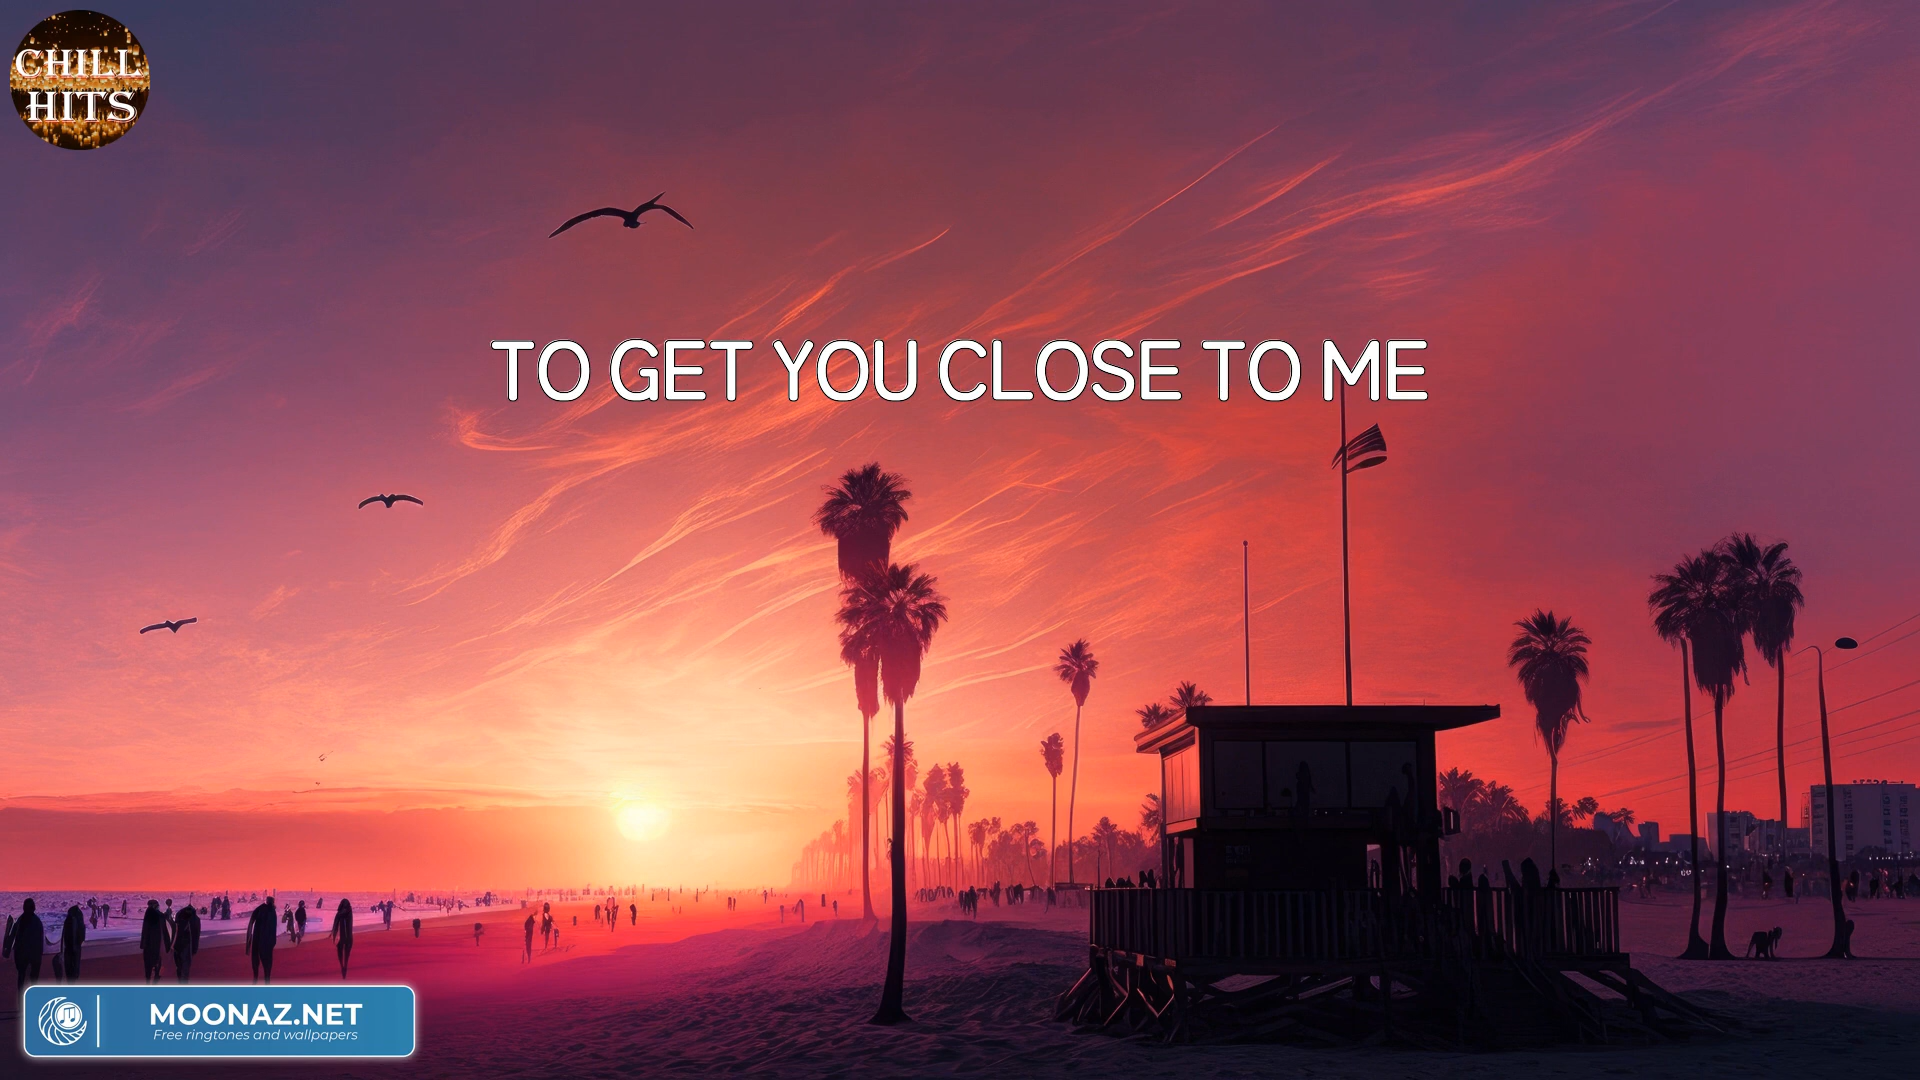 CHILL
HITS
TO GET YOU CLOSE TO ME
MOONAZ.NET
Free ringtones and wallpapers